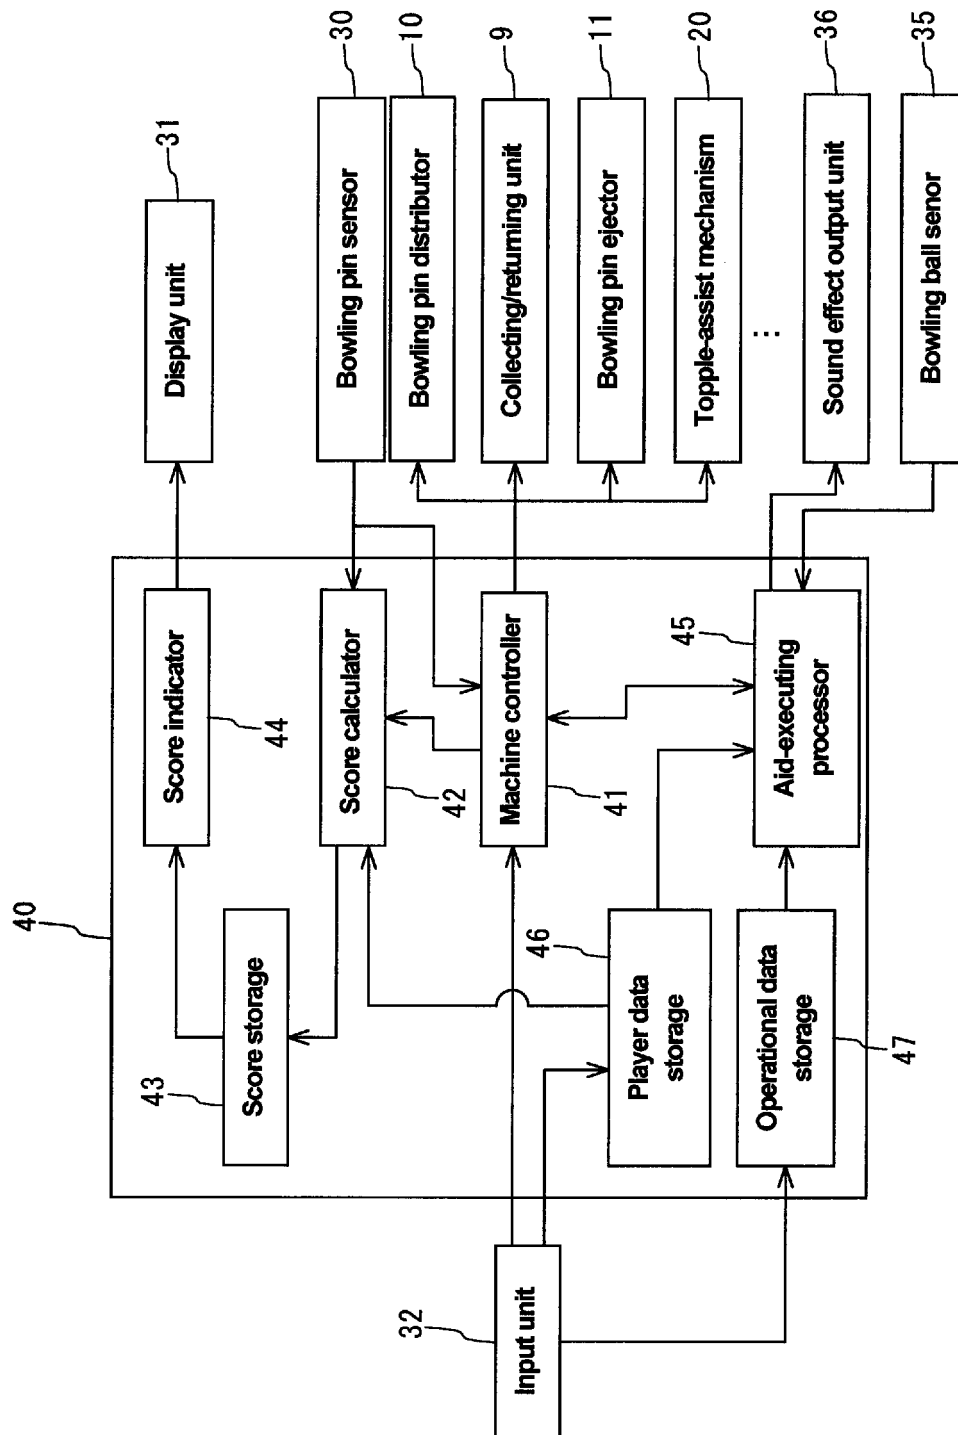 40
43
Score storage
Score indicator
44
Display unit
31
Score calculator
42
Bowling pin sensor
30
Bowling pin distributor
10
32
Input unit
Machine controller
41
Collecting/returning unit
9
Bowling pin ejector
11
Topple-assist mechanism
20
...
46
Player data
storage
Operational data
storage
47
45
Aid-executing
processor
Sound effect output unit
36
Bowling ball senor
35